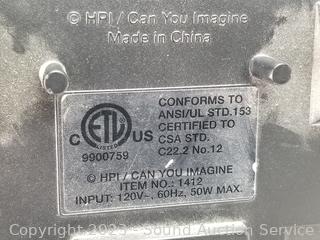 © HPI / Can You Imagine
Made in China
CONFORMS TO
ANSI/UL STD.153
CERTIFIED TO
CSA STD.
C22.2 No.12
C ETL US
LISTED
9900759
© HPI / CAN YOU IMAGINE
ITEM NO.: 1412
INPUT: 120V~, 60Hz, 50W MAX.
Copyright 2023 - Sound Auction Service